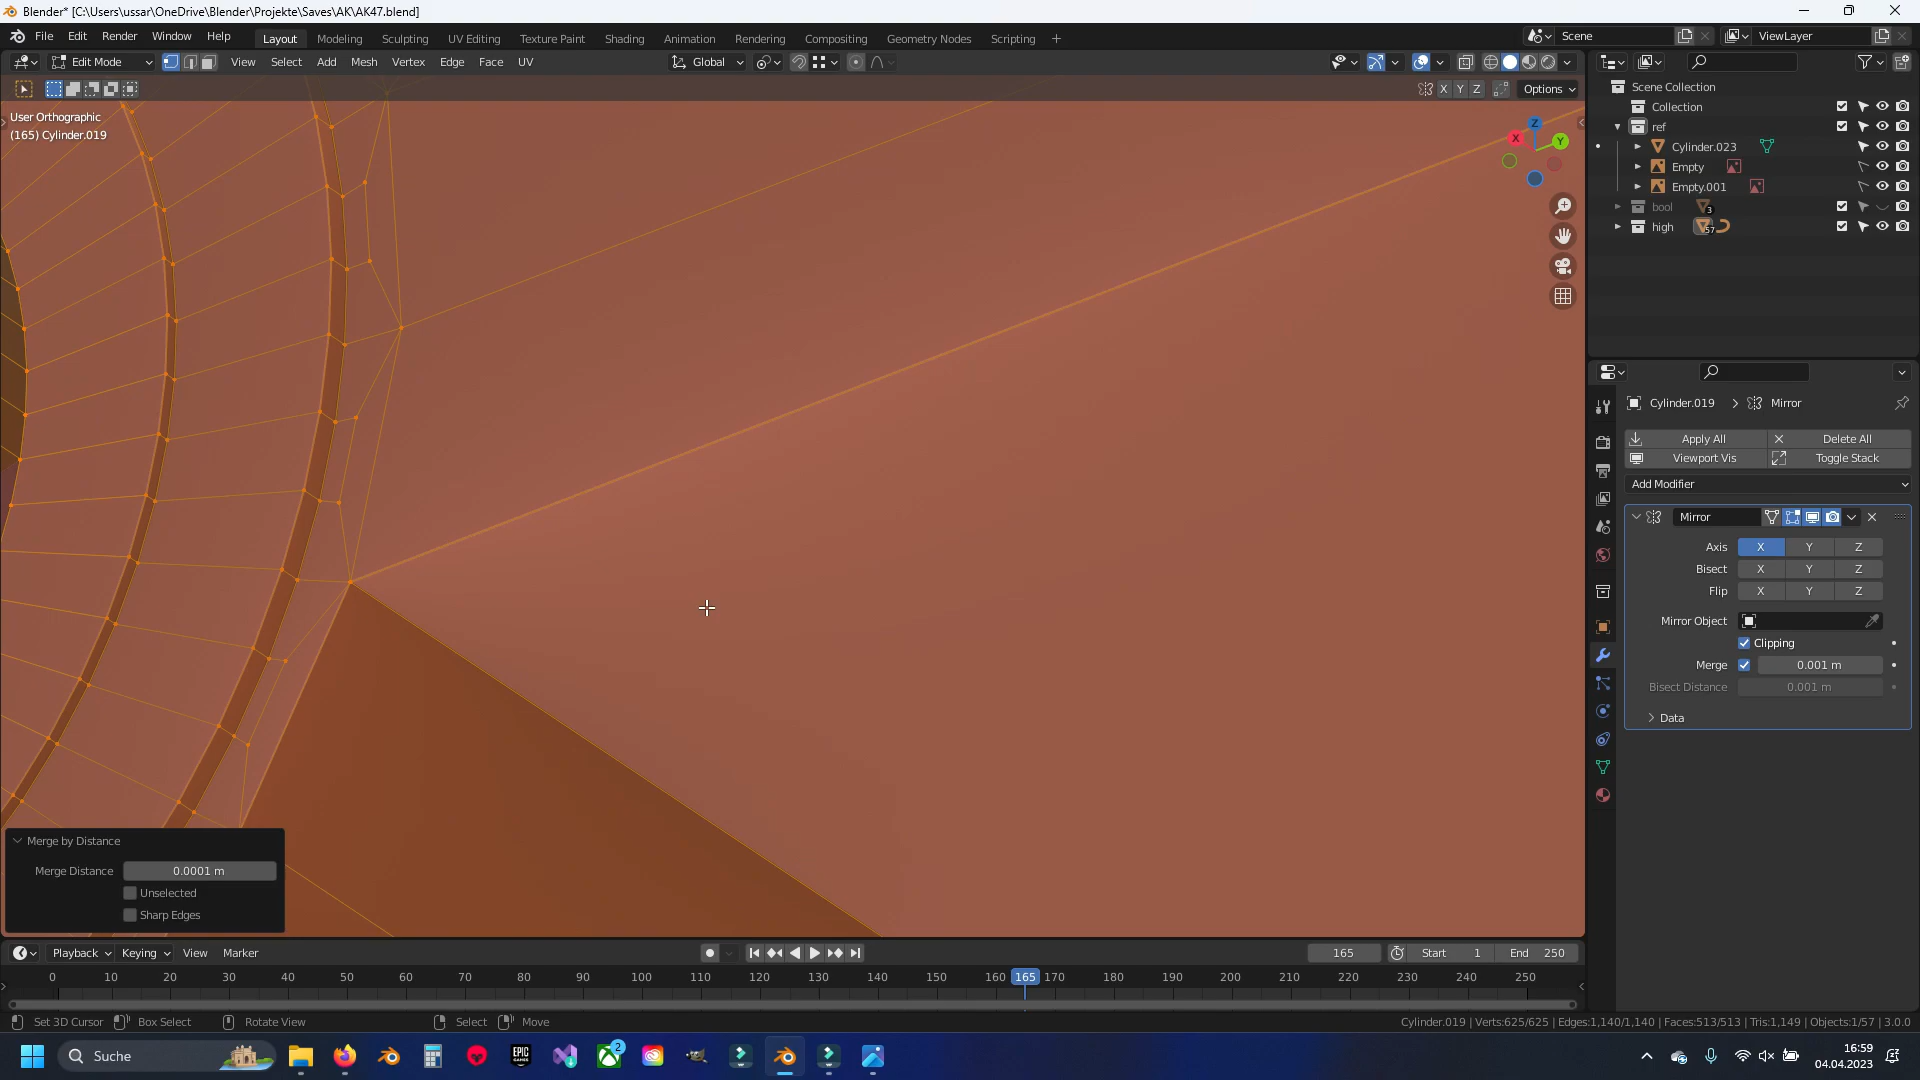 Blender* [C:\Users\ussar\OneDrive\Blender\Projekte\Saves\AK\AK47.blend]
File Edit Render Window Help Layout Modeling Sculpting UV Editing Texture Paint Shading Animation Rendering Compositing Geometry Nodes Scripting + Scene ViewLayer
Edit Mode View Select Add Mesh Vertex Edge Face UV Global
X Y Z Options
User Orthographic
(165) Cylinder.019
Z
X Y
Scene Collection
Collection
ref
Cylinder.023
Empty
Empty.001
bool 3
high 57
Cylinder.019 Mirror
Apply All Delete All
Viewport Vis Toggle Stack
Add Modifier
Mirror
Axis X Y Z
Bisect X Y Z
Flip X Y Z
Mirror Object
Clipping
Merge 0.001 m
Bisect Distance 0.001 m
Data
Merge by Distance
Merge Distance 0.0001 m
Unselected
Sharp Edges
Playback Keying View Marker 165 Start 1 End 250
0 10 20 30 40 50 60 70 80 90 100 110 120 130 140 150 160 165 170 180 190 200 210 220 230 240 250
Set 3D Cursor Box Select Rotate View Select Move Cylinder.019 | Verts:625/625 | Edges:1,140/1,140 | Faces:513/513 | Tris:1,149 | Objects:1/57 | 3.0.0
Suche EPIC GAMES 2 16:59
04.04.2023